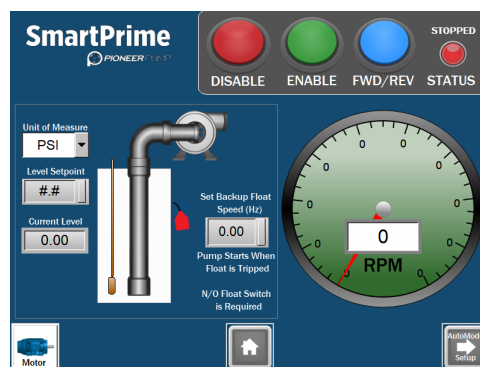 SmartPrime
PIONEER PUMP
DISABLE
ENABLE
FWD/REV
STOPPED
STATUS
Unit of Measure
PSI
Level Setpoint
#.#
Current Level
0.00
Set Backup Float
Speed (Hz)
0.00
Pump Starts When
Float is Tripped
N/O Float Switch
is Required
0
0
0
0
0
0
0
0
0
0
0
0
RPM
Motor
AutoMod
Setup